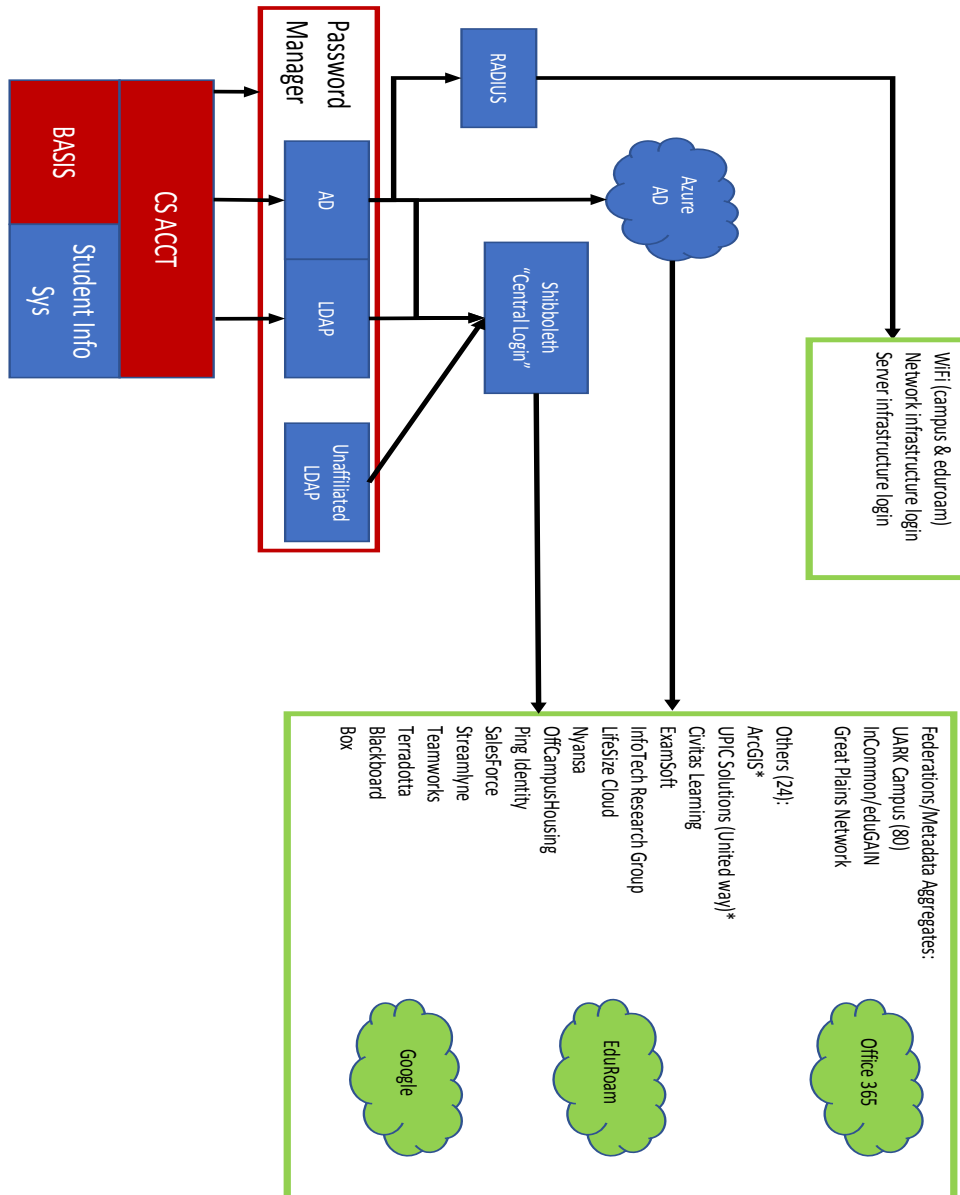 WiFi (campus & eduroam)
Network infrastructure login
Server infrastructure login
RADIUS
Azure
AD
Password
Manager
AD
LDAP
Unaffiliated
LDAP
Shibboleth
“Central Login”
CS ACCT
BASIS
Student Info
Sys
Federations/Metadata Aggregates:
UARK Campus (80)
InCommon/eduGAIN
Great Plains Network
Others (24):
ArcGIS*
UPIC Solutions (United way)*
Civitas Learning
ExamSoft
InfoTech Research Group
LifeSize Cloud
Nyansa
OffCampusHousing
Ping Identity
SalesForce
Streamlyne
Teamworks
Terradotta
Blackboard
Box
Office 365
EduRoam
Google